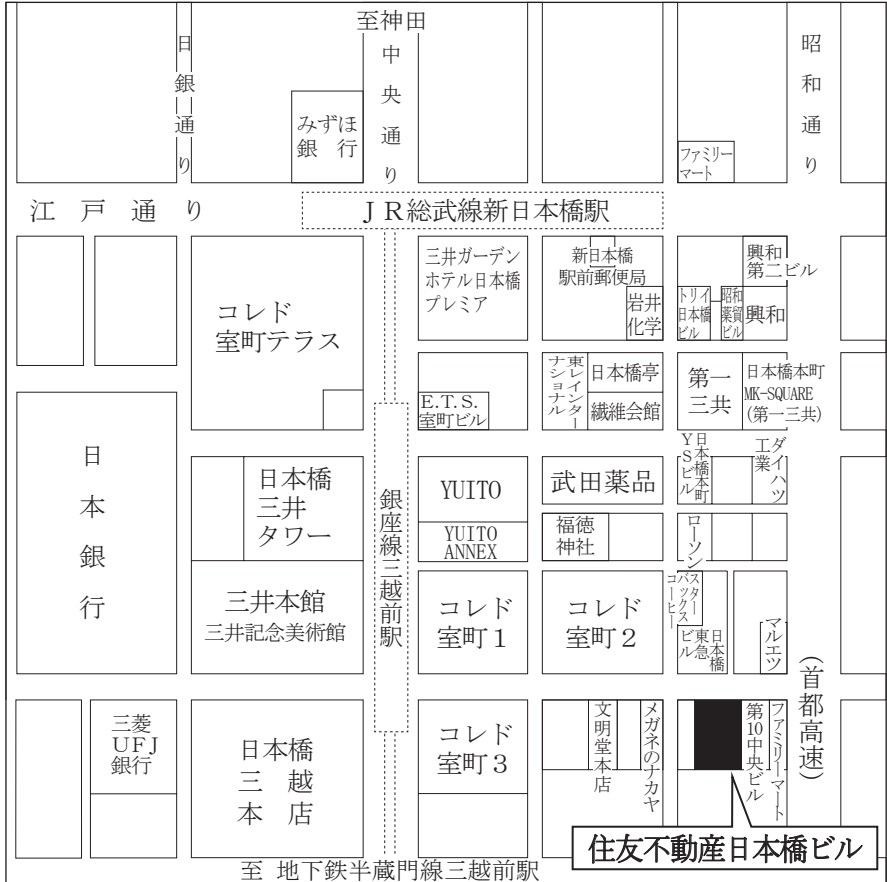 至神田
日銀通り
中央通り
昭和通り
みずほ
銀 行
ファミリー
マート
江 戸 通 り
ＪＲ総武線新日本橋駅
コレド
室町テラス
三井ガーデン
ホテル日本橋
プレミア
新日本橋
駅前郵便局
岩井
化学
トリイ
日本橋
ビル
昭和
薬貿
ビル
興和
第二ビル
興和
E.T.S.
室町ビル
東レインター
ナショナル
日本橋亭
繊維会館
第一
三共
日本橋本町
MK-SQUARE
(第一三共)
日本銀行
日本橋
三井
タワー
銀座線三越前駅
YUITO
YUITO
ANNEX
武田薬品
福徳
神社
日本橋本町
ＹＳビル
ダイハツ
工業
ローソン
三井本館
三井記念美術館
コレド
室町１
コレド
室町２
スター
バックス
コーヒー
日本橋
東急
ビル
マルエツ
(首都高速)
三菱
ＵＦＪ
銀行
日本橋
三 越
本 店
コレド
室町３
文明堂本店
メガネのナカヤ
第10中央ビル
ファミリーマート
住友不動産日本橋ビル
至 地下鉄半蔵門線三越前駅